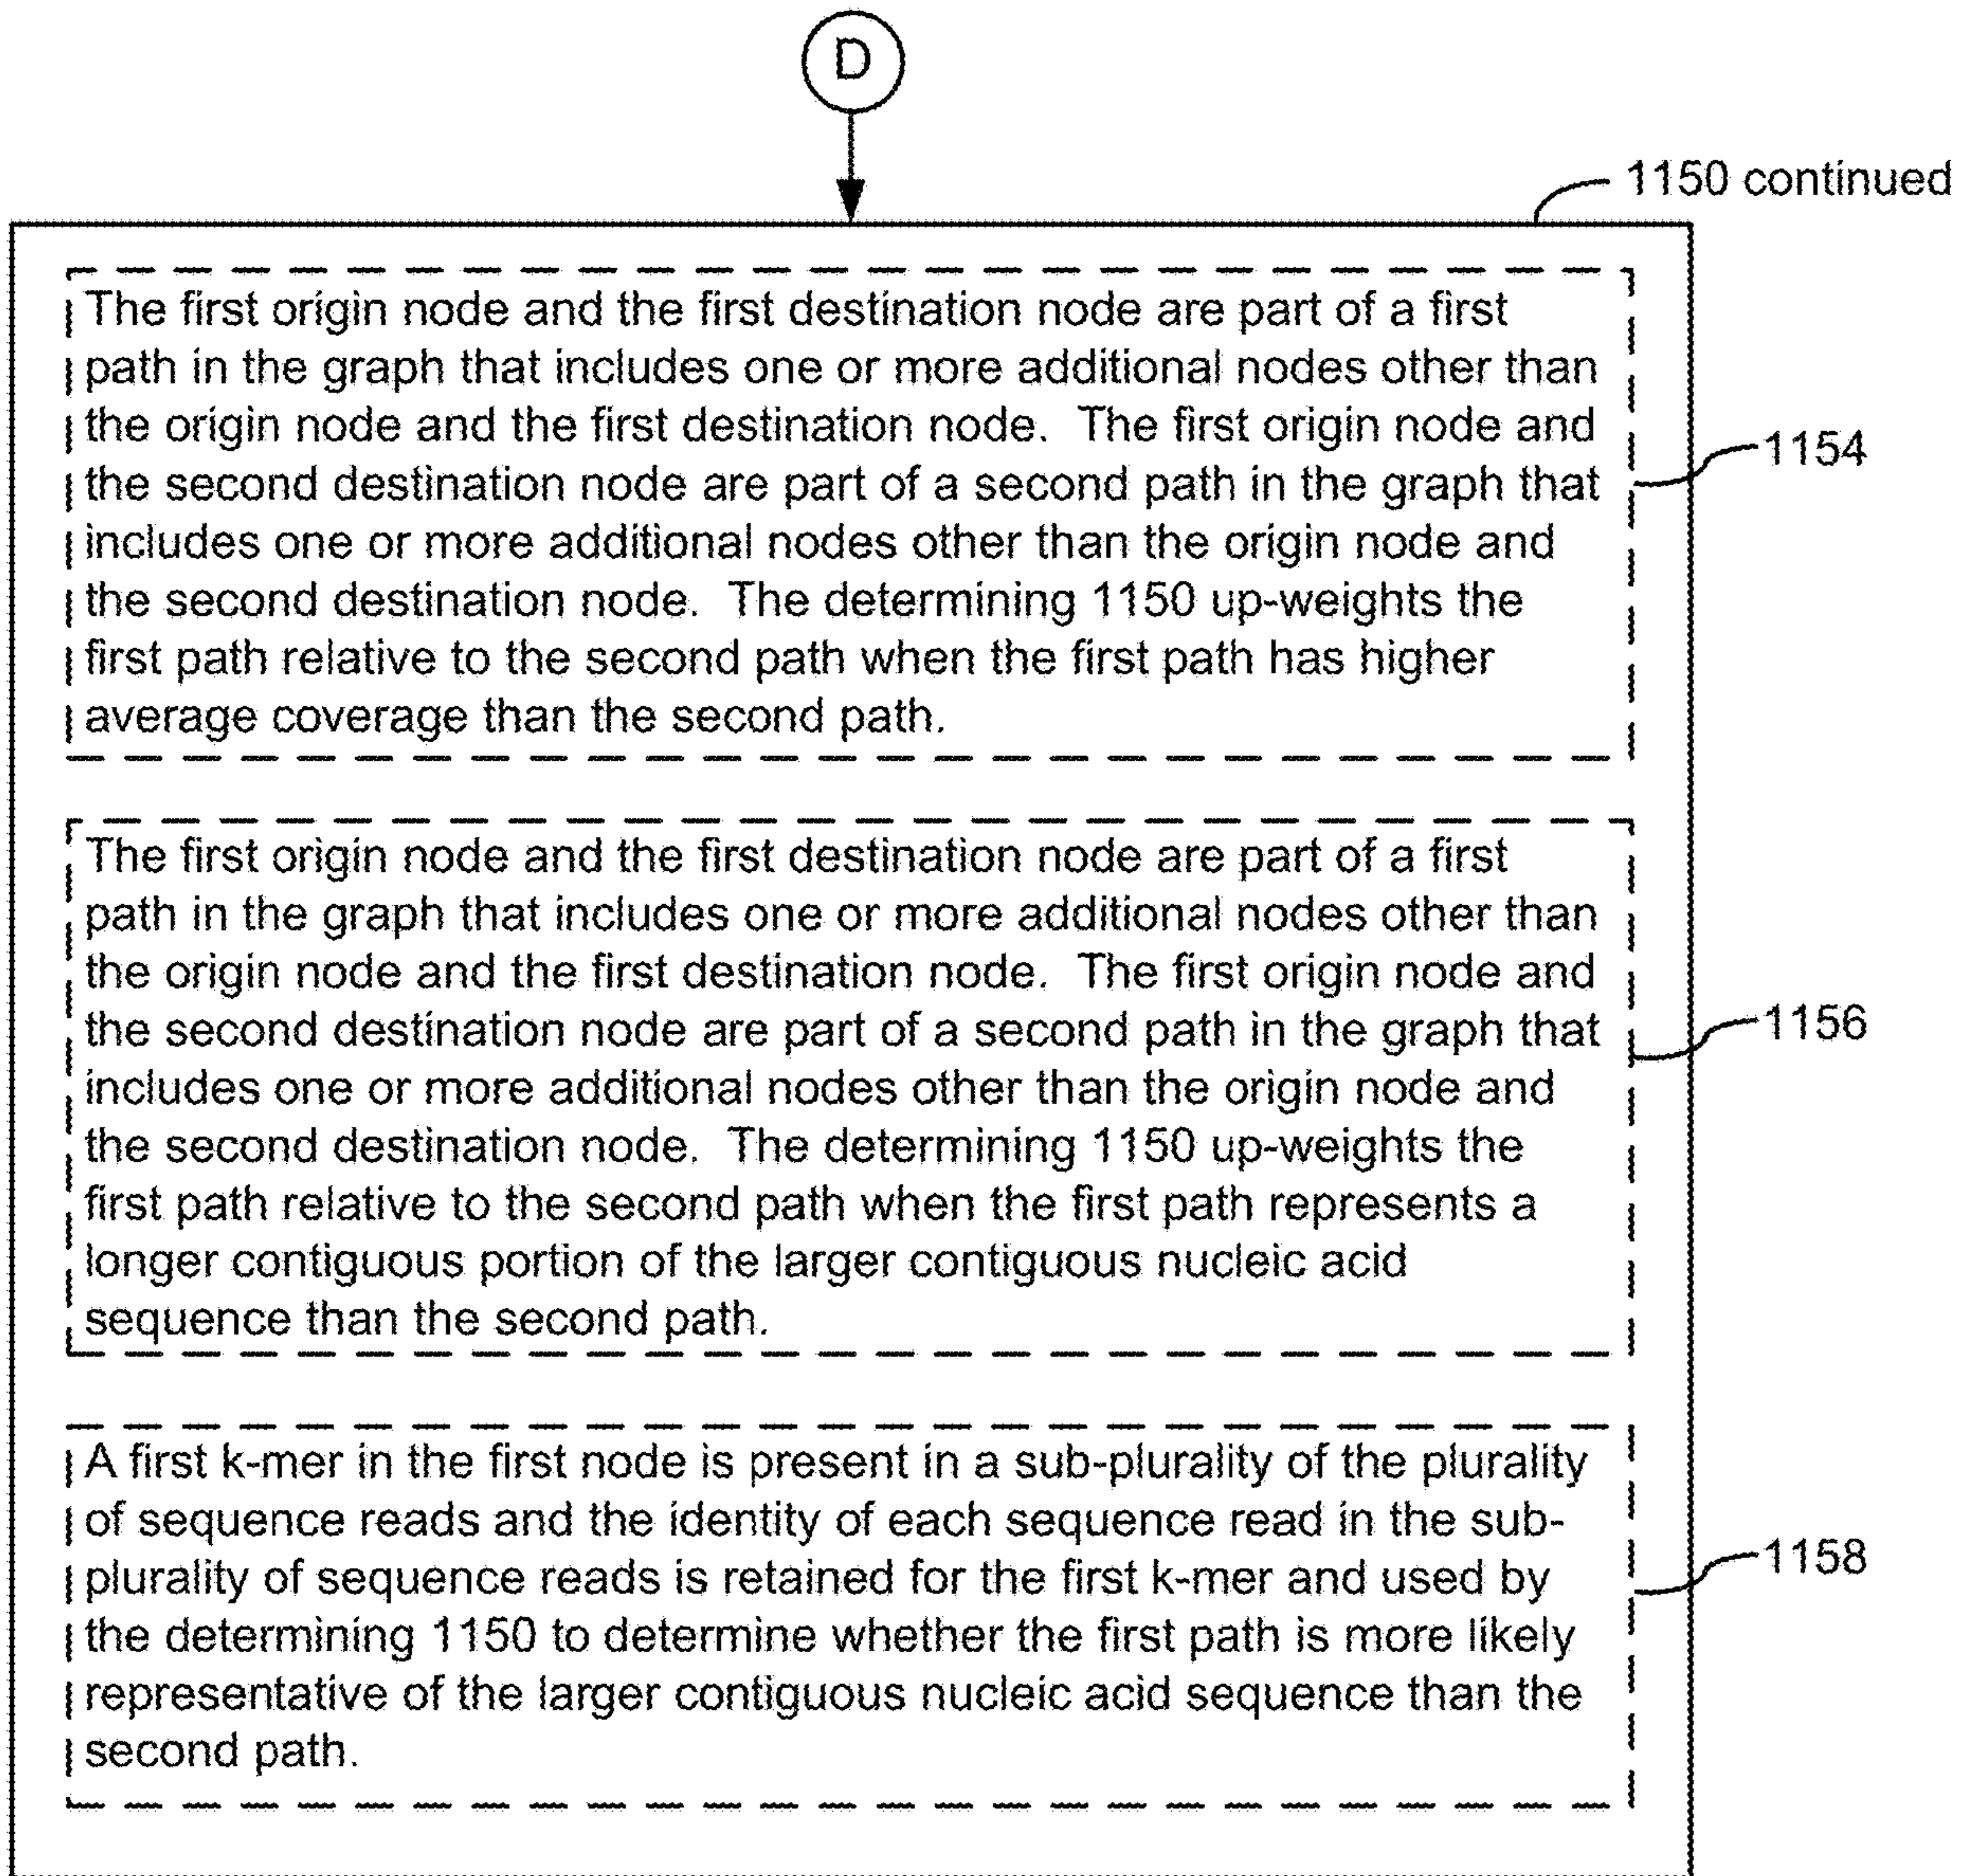 D
1150 continued
The first origin node and the first destination node are part of a first
path in the graph that includes one or more additional nodes other than
the origin node and the first destination node.  The first origin node and
the second destination node are part of a second path in the graph that
includes one or more additional nodes other than the origin node and
the second destination node.  The determining 1150 up-weights the
first path relative to the second path when the first path has higher
average coverage than the second path.
1154
The first origin node and the first destination node are part of a first
path in the graph that includes one or more additional nodes other than
the origin node and the first destination node.  The first origin node and
the second destination node are part of a second path in the graph that
includes one or more additional nodes other than the origin node and
the second destination node.  The determining 1150 up-weights the
first path relative to the second path when the first path represents a
longer contiguous portion of the larger contiguous nucleic acid
sequence than the second path.
1156
A first k-mer in the first node is present in a sub-plurality of the plurality
of sequence reads and the identity of each sequence read in the sub-
plurality of sequence reads is retained for the first k-mer and used by
the determining 1150 to determine whether the first path is more likely
representative of the larger contiguous nucleic acid sequence than the
second path.
1158